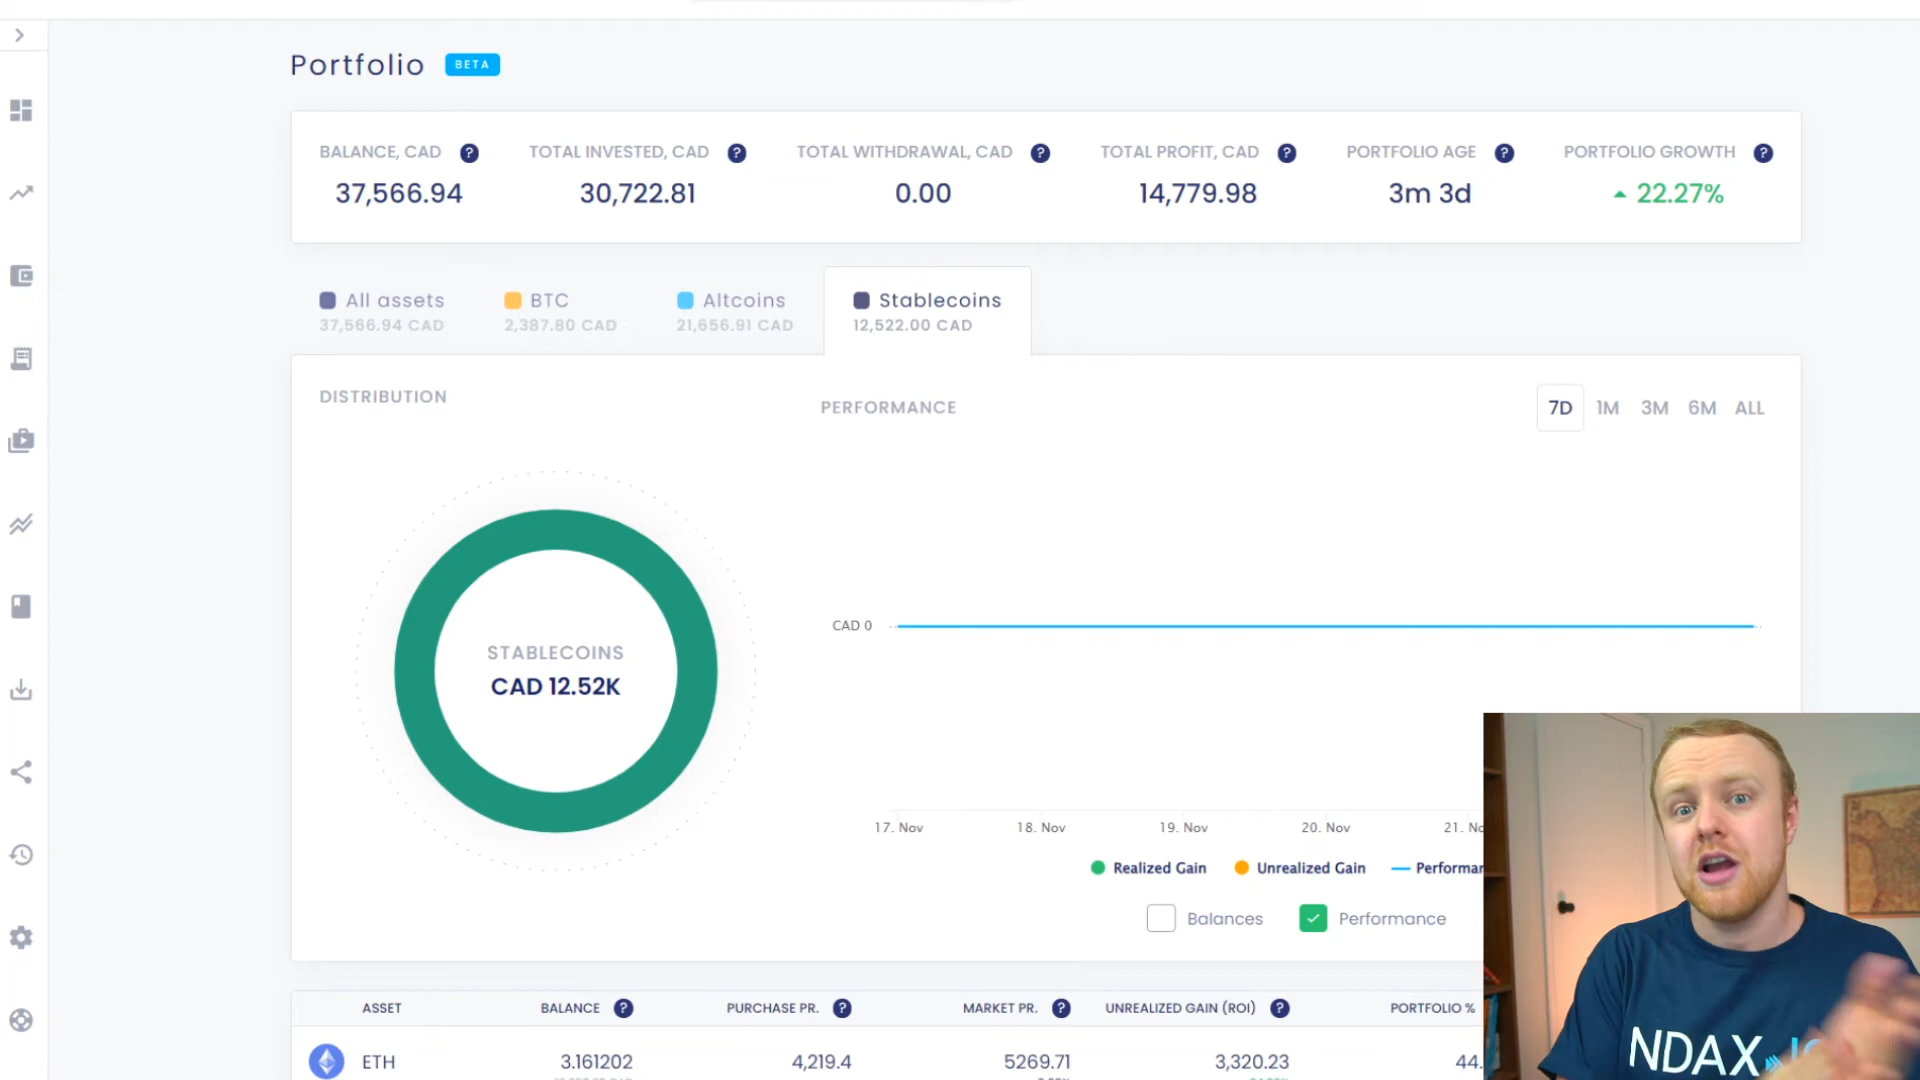 Portfolio BETA
BALANCE, CAD ? TOTAL INVESTED, CAD ? TOTAL WITHDRAWAL, CAD ? TOTAL PROFIT, CAD ? PORTFOLIO AGE ? PORTFOLIO GROWTH ?
37,566.94 30,722.81 0.00 14,779.98 3m 3d 22.27%
All assets BTC Altcoins Stablecoins
37,566.94 CAD 2,387.80 CAD 21,656.91 CAD 12,522.00 CAD
DISTRIBUTION
PERFORMANCE 7D 1M 3M 6M ALL
CAD 0
STABLECOINS
CAD 12.52K
17. Nov 18. Nov 19. Nov 20. Nov 21.
Realized Gain Unrealized Gain Performan
Balances Performance
ASSET BALANCE ? PURCHASE PR. ? MARKET PR. ? UNREALIZED GAIN (ROI) ? PORTFOLIO %
ETH 3.161202 4,219.4 5269.71 3,320.23 44.
NDAX